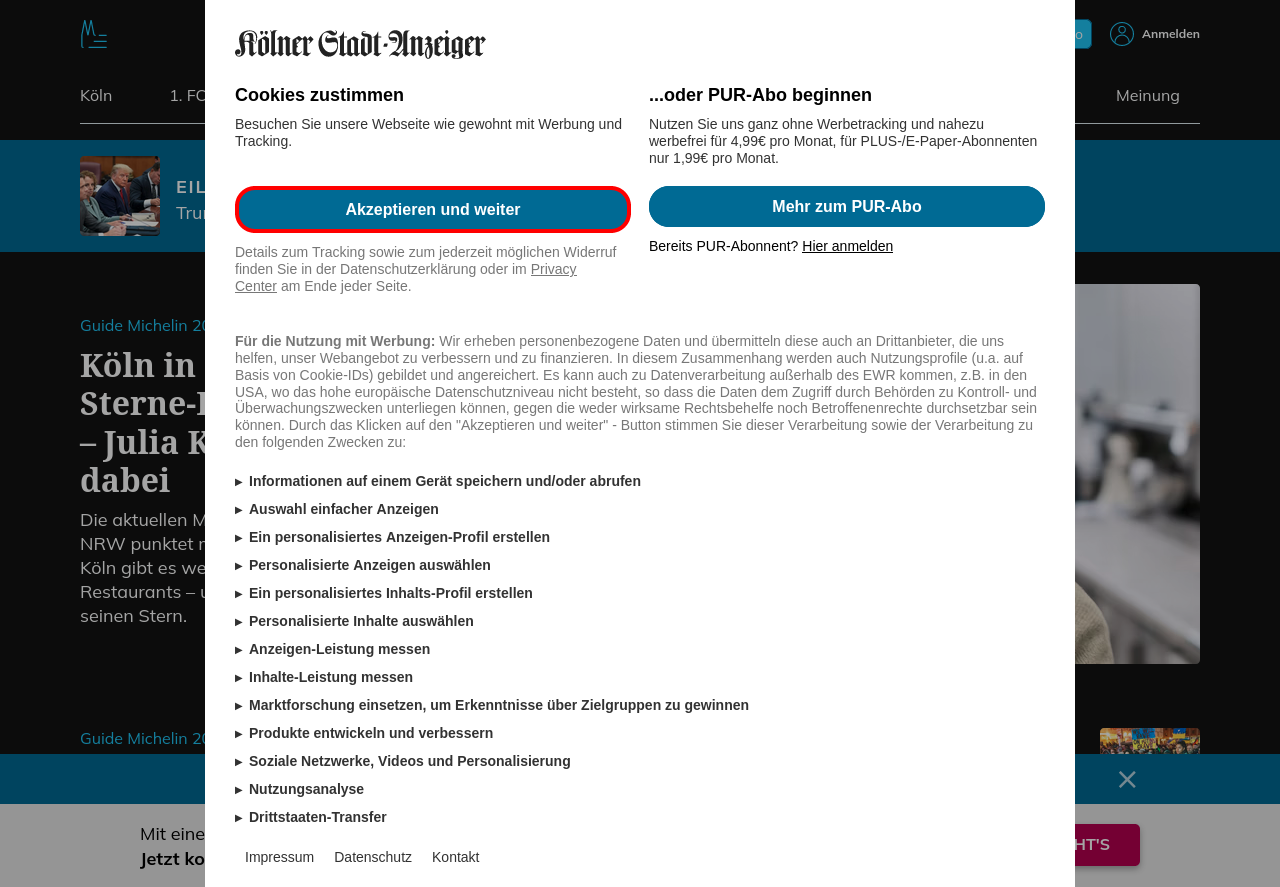 Kölner Stadt-Anzeiger
Anmelden
Köln
1. FC
Meinung
Cookies zustimmen
Besuchen Sie unsere Webseite wie gewohnt mit Werbung und
Tracking.
Akzeptieren und weiter
Details zum Tracking sowie zum jederzeit möglichen Widerruf
finden Sie in der Datenschutzerklärung oder im Privacy
Center am Ende jeder Seite.
...oder PUR-Abo beginnen
Nutzen Sie uns ganz ohne Werbetracking und nahezu
werbefrei für 4,99€ pro Monat, für PLUS-/E-Paper-Abonnenten
nur 1,99€ pro Monat.
Mehr zum PUR-Abo
Bereits PUR-Abonnent? Hier anmelden
Für die Nutzung mit Werbung: Wir erheben personenbezogene Daten und übermitteln diese auch an Drittanbieter, die uns
helfen, unser Webangebot zu verbessern und zu finanzieren. In diesem Zusammenhang werden auch Nutzungsprofile (u.a. auf
Basis von Cookie-IDs) gebildet und angereichert. Es kann auch zu Datenverarbeitung außerhalb des EWR kommen, z.B. in den
USA, wo das hohe europäische Datenschutzniveau nicht besteht, so dass die Daten dem Zugriff durch Behörden zu Kontroll- und
Überwachungszwecken unterliegen können, gegen die weder wirksame Rechtsbehelfe noch Betroffenenrechte durchsetzbar sein
können. Durch das Klicken auf den "Akzeptieren und weiter" - Button stimmen Sie dieser Verarbeitung sowie der Verarbeitung zu
den folgenden Zwecken zu:
Informationen auf einem Gerät speichern und/oder abrufen
Auswahl einfacher Anzeigen
Ein personalisiertes Anzeigen-Profil erstellen
Personalisierte Anzeigen auswählen
Ein personalisiertes Inhalts-Profil erstellen
Personalisierte Inhalte auswählen
Anzeigen-Leistung messen
Inhalte-Leistung messen
Marktforschung einsetzen, um Erkenntnisse über Zielgruppen zu gewinnen
Produkte entwickeln und verbessern
Soziale Netzwerke, Videos und Personalisierung
Nutzungsanalyse
Drittstaaten-Transfer
Impressum Datenschutz Kontakt
EIL
Guide Michelin 20
Köln in
– Julia K
dabei
Die aktuellen M
NRW punktet
Köln gibt es we
Restaurants –
seinen Stern.
Guide Michelin 20
Mit eine
Jetzt ko
HT'S